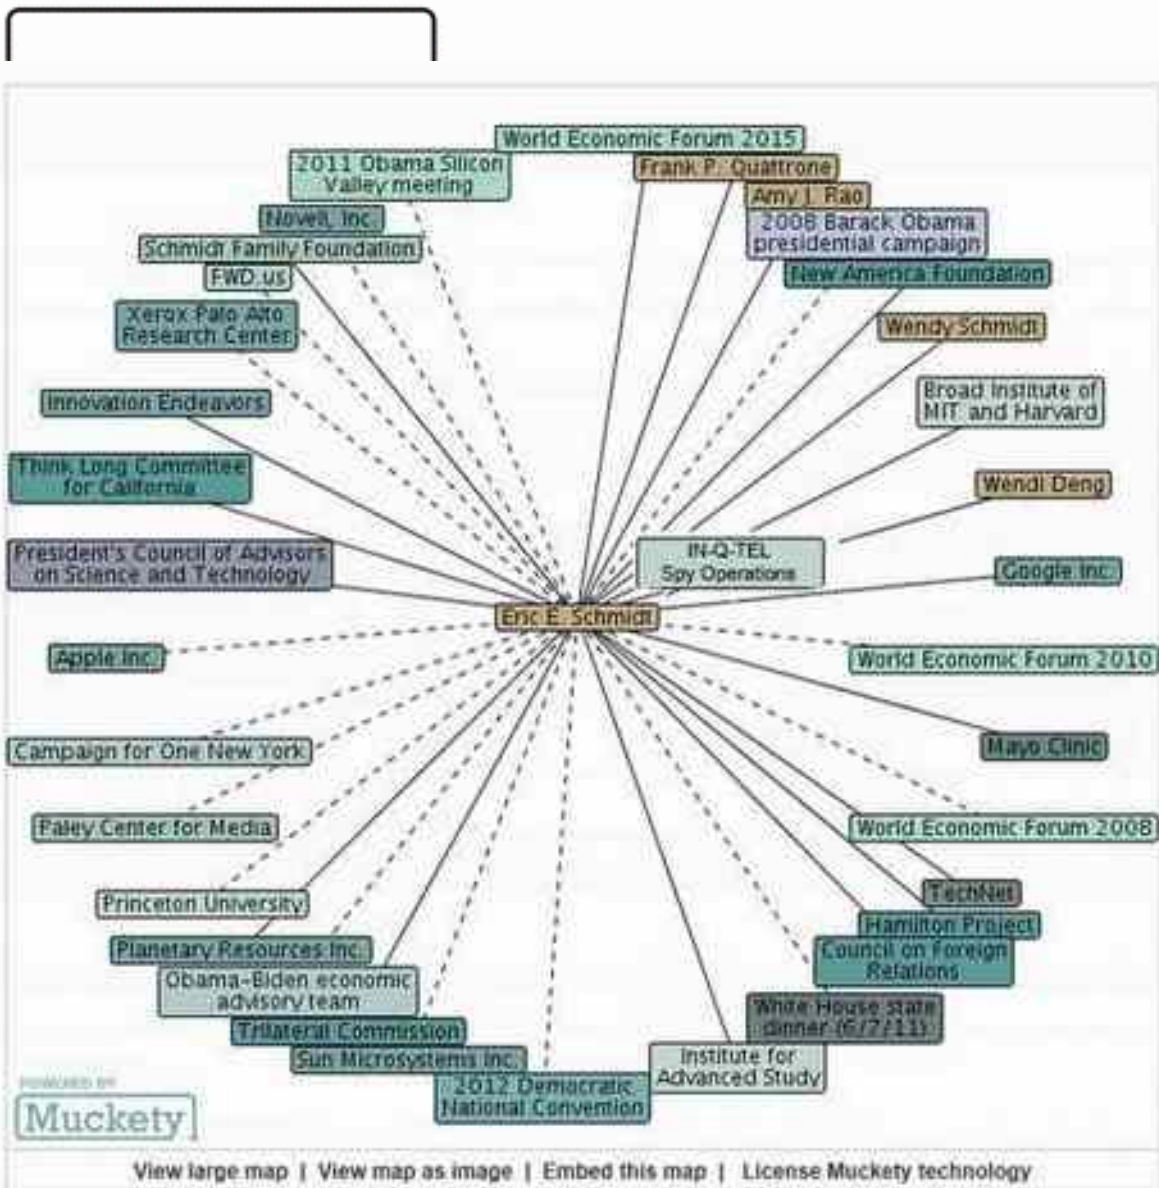 World Economic Forum 2015
2011 Obama Silicon
Valley meeting
Frank P. Quattrone
Amy J. Rao
Novell, Inc.
2008 Barack Obama
presidential campaign
Schmidt Family Foundation
FWD.us
New America Foundation
Xerox Palo Alto
Research Center
Wendy Schmidt
Innovation Endeavors
Broad Institute of
MIT and Harvard
Think Long Committee
for California
Wendi Deng
President's Council of Advisors
on Science and Technology
IN-Q-TEL
Spy Operations
Google Inc.
Eric E. Schmidt
Apple Inc.
World Economic Forum 2010
Campaign for One New York
Mayo Clinic
Paley Center for Media
World Economic Forum 2008
Princeton University
TechNet
Hamilton Project
Planetary Resources Inc.
Council on Foreign
Relations
Obama-Biden economic
advisory team
White House state
dinner (6/7/11)
Trilateral Commission
Sun Microsystems Inc.
Institute for
Advanced Study
2012 Democratic
National Convention
POWERED BY
Muckety
View large map | View map as image | Embed this map | License Muckety technology